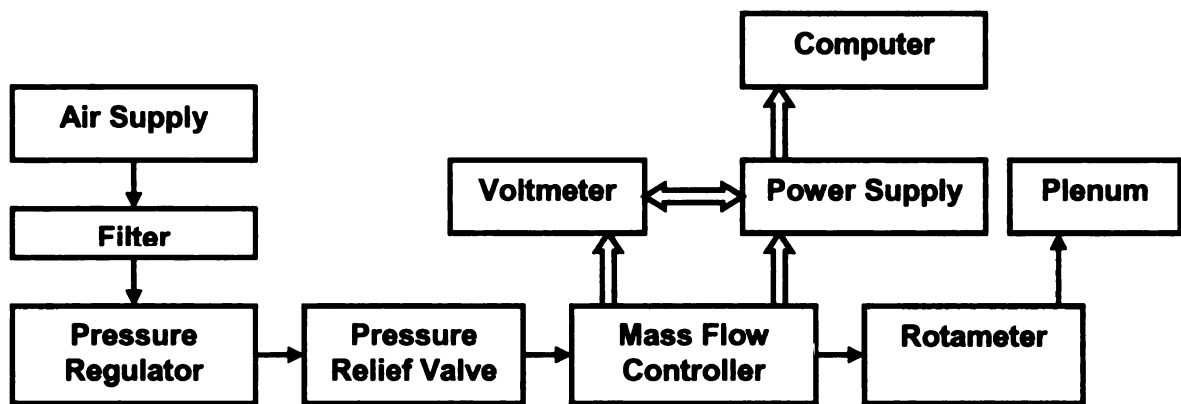 Computer
Air Supply
Voltmeter
Power Supply
Plenum
Filter
Pressure
Regulator
Pressure
Relief Valve
Mass Flow
Controller
Rotameter